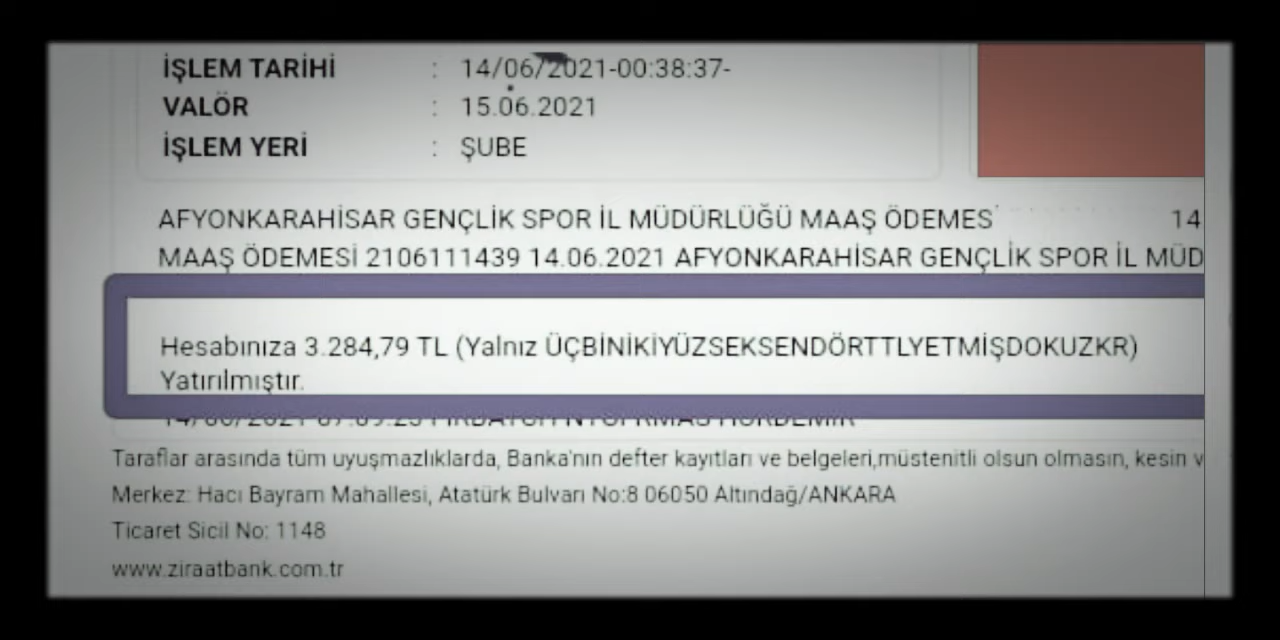 İŞLEM TARİHİ : 14/06/2021-00:38:37-
VALÖR : 15.06.2021
İŞLEM YERİ : ŞUBE
AFYONKARAHİSAR GENÇLİK SPOR İL MÜDÜRLÜĞÜ MAAŞ ÖDEMES 14
MAAŞ ÖDEMESİ 2106111439 14.06.2021 AFYONKARAHİSAR GENÇLİK SPOR İL MÜD
Hesabınıza 3.284,79 TL (Yalnız ÜÇBİNİKİYÜZSEKSENDÖRTTLYETMİŞDOKUZKR)
Yatırılmıştır.
Taraflar arasında tüm uyuşmazlıklarda, Banka'nın defter kayıtları ve belgeleri,müstenitli olsun olmasın, kesin v
Merkez: Hacı Bayram Mahallesi, Atatürk Bulvarı No:8 06050 Altındağ/ANKARA
Ticaret Sicil No: 1148
www.ziraatbank.com.tr